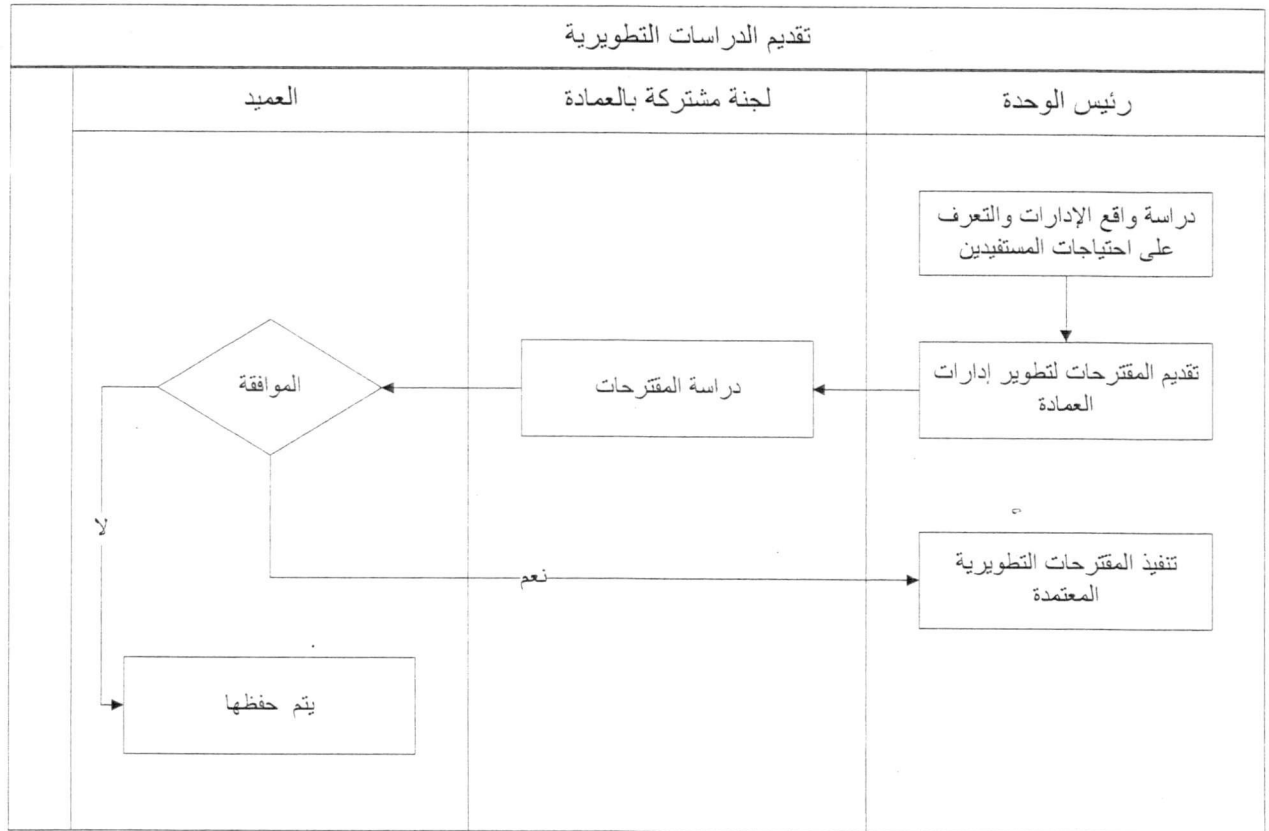 تقديم الدراسات التطويرية
رئيس الوحدة
لجنة مشتركة بالعمادة
العميد
دراسة واقع الإدارات والتعرف
على احتياجات المستفيدين
تقديم المقترحات لتطوير إدارات
العمادة
دراسة المقترحات
الموافقة
لا
نعم
تنفيذ المقترحات التطويرية
المعتمدة
يتم حفظها